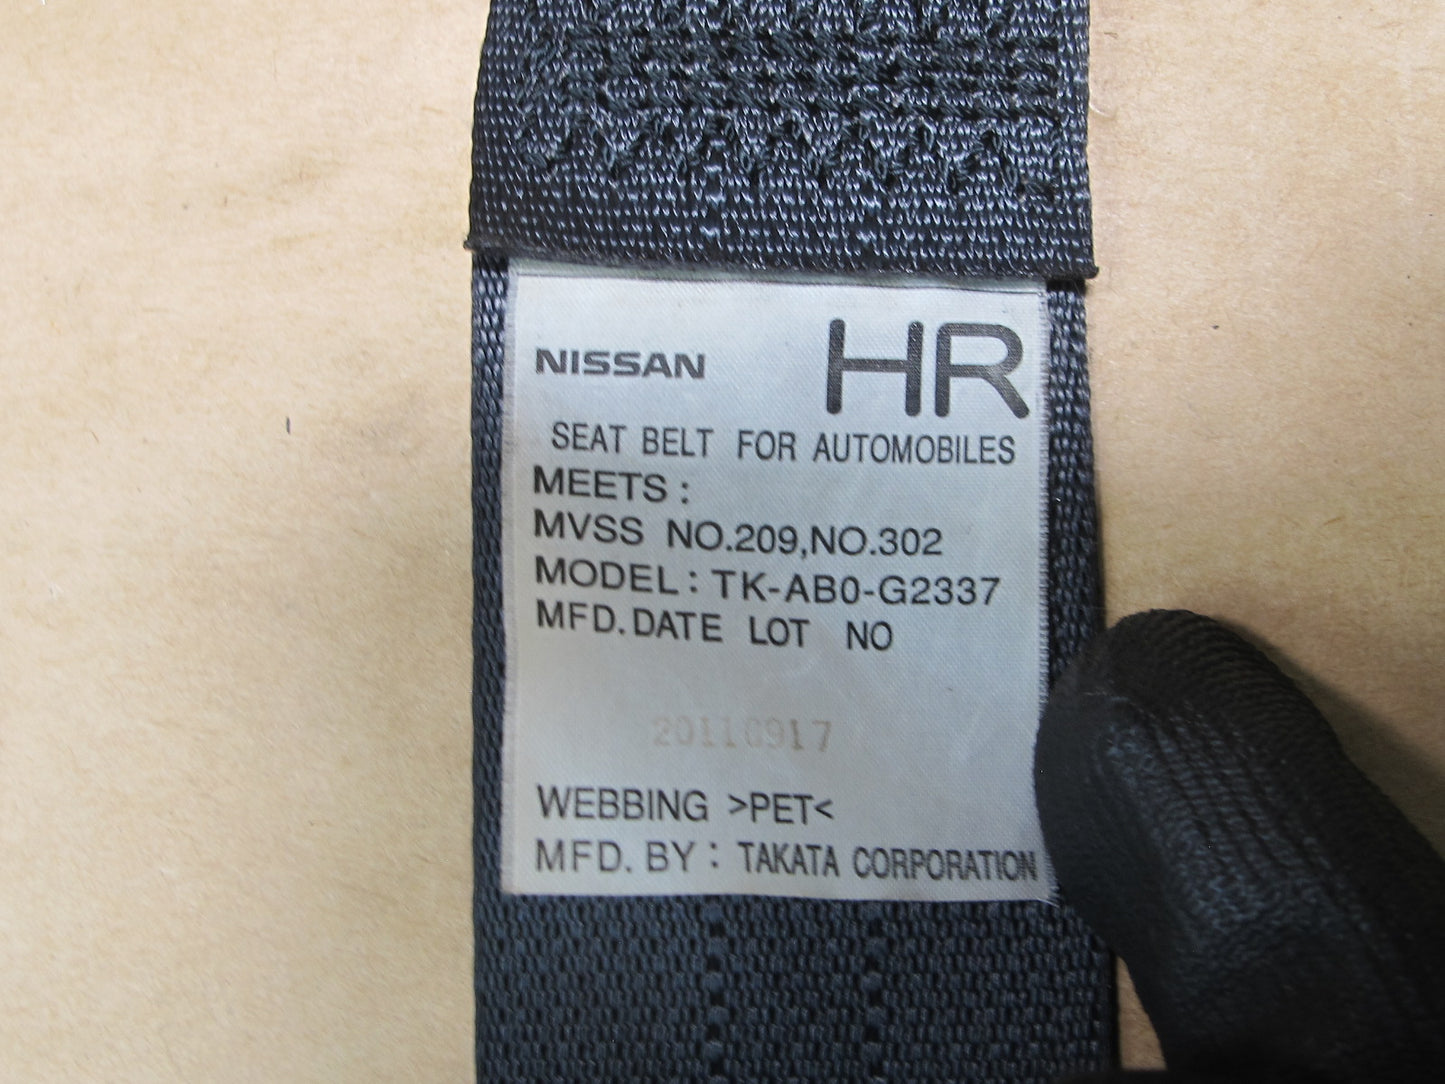 NISSAN HR
SEAT BELT FOR AUTOMOBILES
MEETS :
MVSS NO.209,NO.302
MODEL : TK-AB0-G2337
MFD.DATE LOT NO
20110917
WEBBING >PET<
MFD. BY : TAKATA CORPORATION